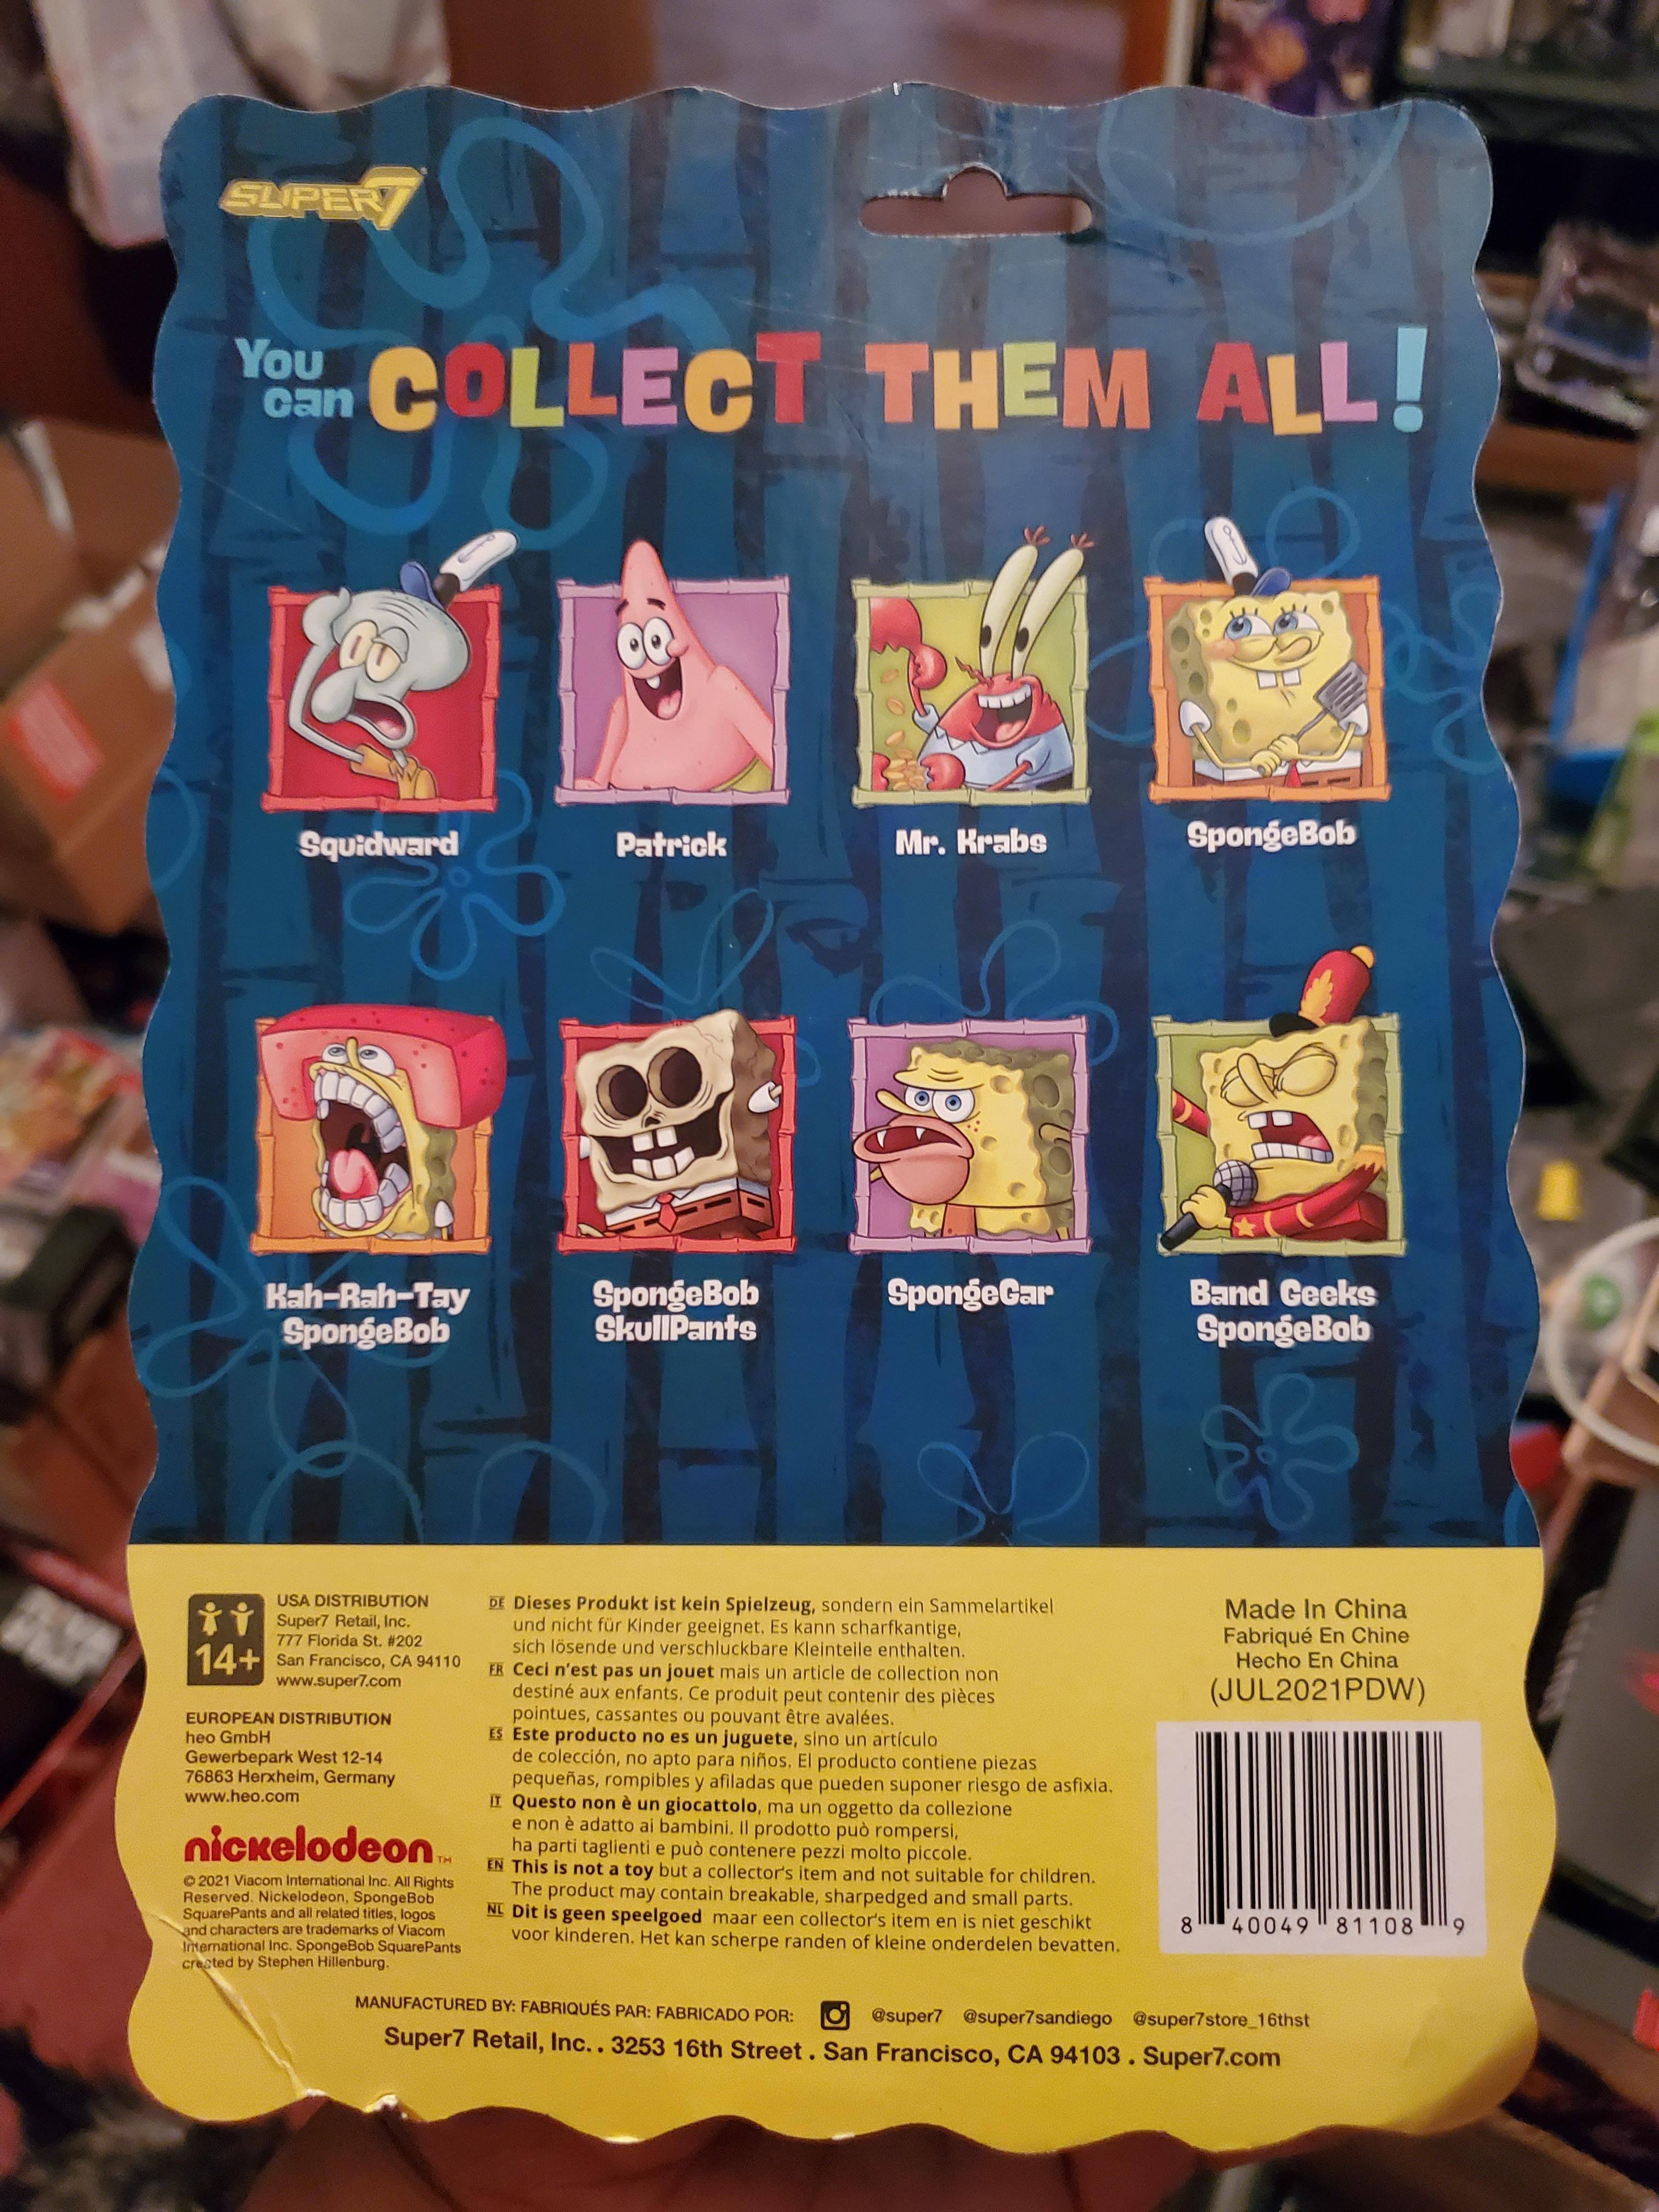 SUPER7
You can COLLECT THEM ALL!
Squidward
Patrick
Mr. Krabs
SpongeBob
Kah-Rah-Tay
SpongeBob
SpongeBob
SkullPants
SpongeGar
Band Geeks
SpongeBob
14+
USA DISTRIBUTION
Super7 Retail, Inc.
777 Florida St. #202
San Francisco, CA 94110
www.super7.com
EUROPEAN DISTRIBUTION
heo GmbH
Gewerbepark West 12-14
76863 Herxheim, Germany
www.heo.com
nickelodeon™
© 2021 Viacom International Inc. All Rights
Reserved. Nickelodeon, SpongeBob
SquarePants and all related titles, logos
and characters are trademarks of Viacom
International Inc. SpongeBob SquarePants
created by Stephen Hillenburg.
DE Dieses Produkt ist kein Spielzeug, sondern ein Sammelartikel
und nicht für Kinder geeignet. Es kann scharfkantige,
sich lösende und verschluckbare Kleinteile enthalten.
FR Ceci n'est pas un jouet mais un article de collection non
destiné aux enfants. Ce produit peut contenir des pièces
pointues, cassantes ou pouvant être avalées.
ES Este producto no es un juguete, sino un artículo
de colección, no apto para niños. El producto contiene piezas
pequeñas, rompibles y afiladas que pueden suponer riesgo de asfixia.
IT Questo non è un giocattolo, ma un oggetto da collezione
e non è adatto ai bambini. Il prodotto può rompersi,
ha parti taglienti e può contenere pezzi molto piccole.
EN This is not a toy but a collector's item and not suitable for children.
The product may contain breakable, sharpedged and small parts.
NL Dit is geen speelgoed maar een collector's item en is niet geschikt
voor kinderen. Het kan scherpe randen of kleine onderdelen bevatten.
Made In China
Fabriqué En Chine
Hecho En China
(JUL2021PDW)
8 40049 81108 9
MANUFACTURED BY: FABRIQUÉS PAR: FABRICADO POR: @super7 @super7sandiego @super7store_16thst
Super7 Retail, Inc. . 3253 16th Street . San Francisco, CA 94103 . Super7.com